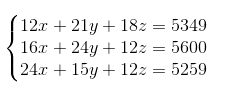 12x + 21y + 18z = 5349
16x + 24y + 12z = 5600
24x + 15y + 12z = 5259